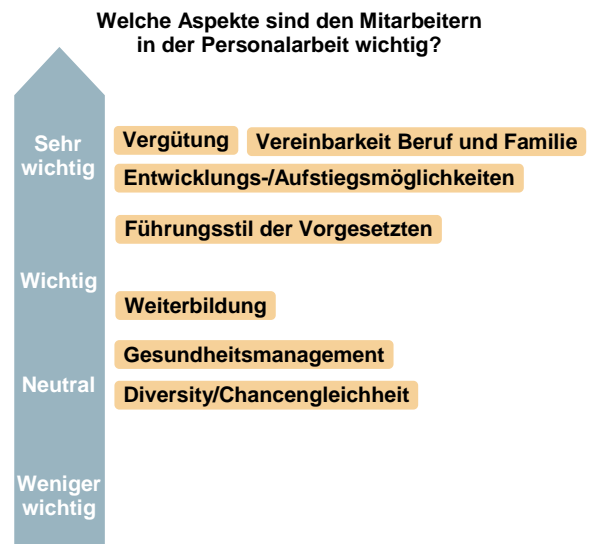 Welche Aspekte sind den Mitarbeitern
in der Personalarbeit wichtig?
Sehr
wichtig
Vergütung Vereinbarkeit Beruf und Familie
Entwicklungs-/Aufstiegsmöglichkeiten
Führungsstil der Vorgesetzten
Wichtig
Weiterbildung
Gesundheitsmanagement
Neutral
Diversity/Chancengleichheit
Weniger
wichtig